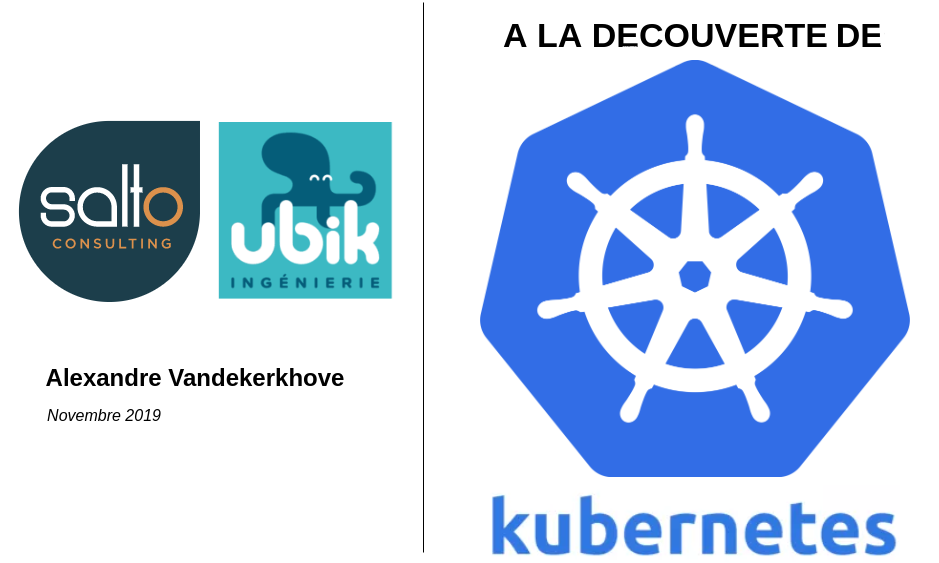 salto
CONSULTING
ubik
INGÉNIERIE
Alexandre Vandekerkhove
Novembre 2019
A LA DECOUVERTE DE
kubernetes